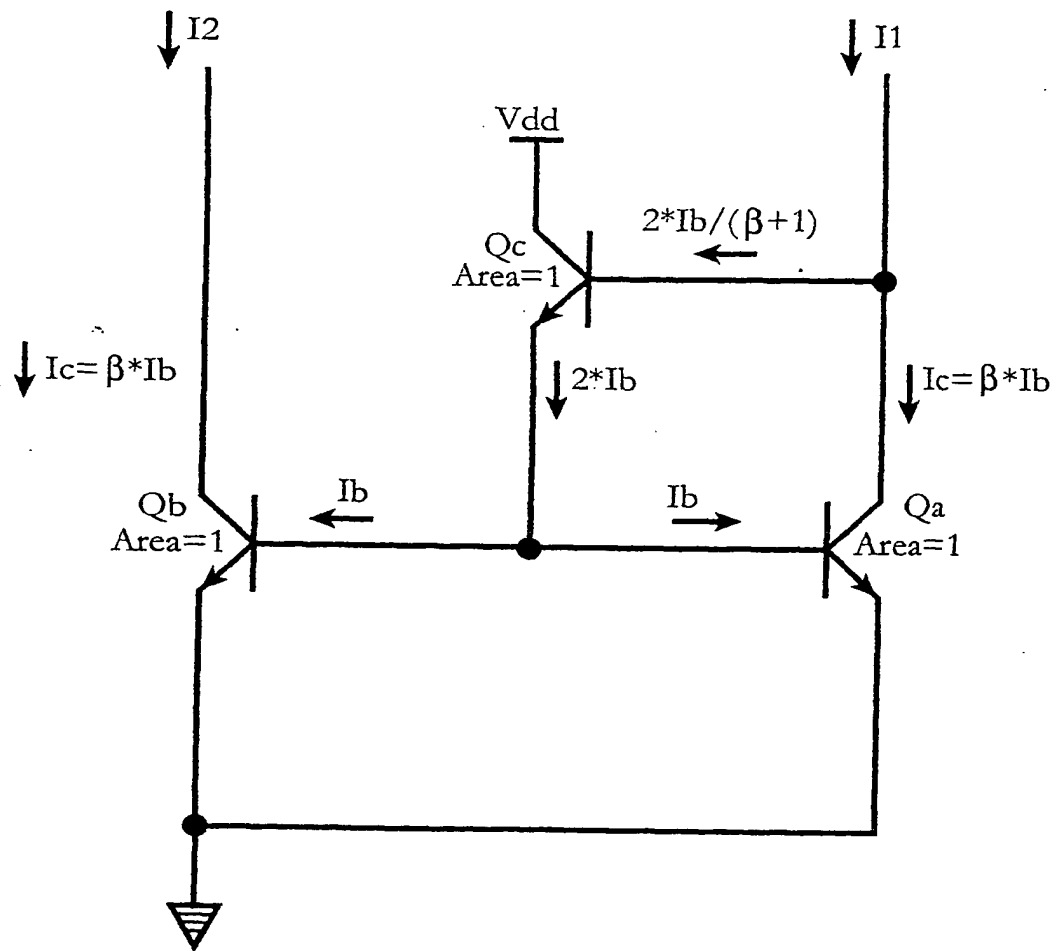 I2
I1
Vdd
2*Ib/(β+1)
Qc
Area=1
Ic=β*Ib
2*Ib
Ic=β*Ib
Qb
Area=1
Ib
Ib
Qa
Area=1